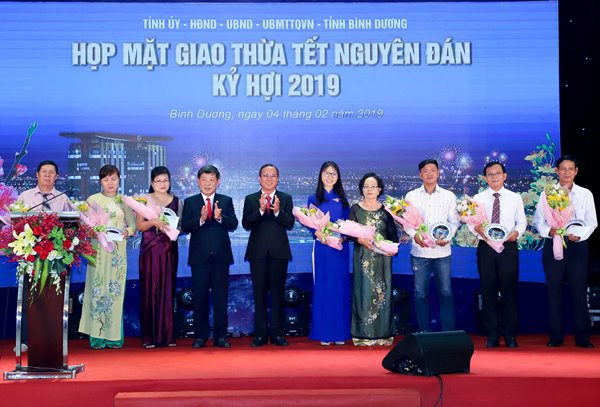 TỈNH ỦY - HĐND - UBND - UBMTTQVN - TỈNH BÌNH DƯƠNG
HỌP MẶT GIAO THỪA TẾT NGUYÊN ĐÁN
KỶ HỢI 2019
Bình Dương, ngày 04 tháng 02 năm 2019